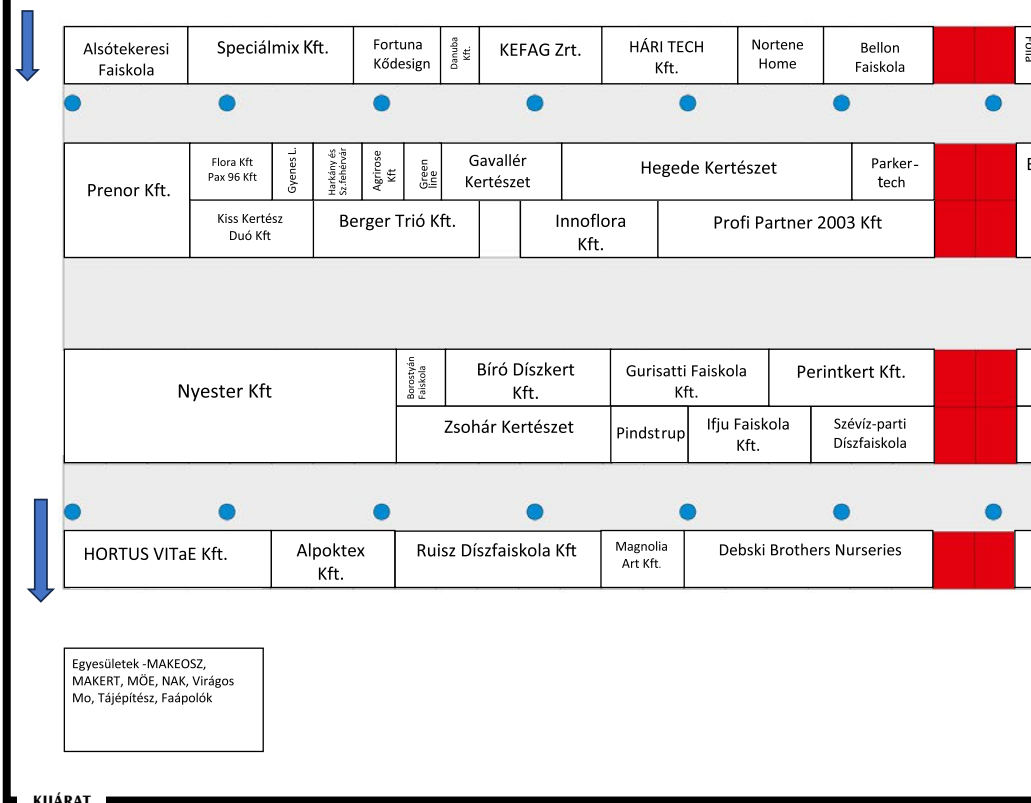 Alsótekeresi
Faiskola
Speciálmix Kft.
Fortuna
Kődesign
Danuba
Kft.
KEFAG Zrt.
HÁRI TECH
Kft.
Nortene
Home
Bellon
Faiskola
Prenor Kft.
Flora Kft
Pax 96 Kft
Gyenes L.
Harkány és
Sz.fehérvár
Agrirose
Kft
Green
line
Gavallér
Kertészet
Hegede Kertészet
Parker-
tech
Kiss Kertész
Duó Kft
Berger Trió Kft.
Innoflora
Kft.
Profi Partner 2003 Kft
Nyester Kft
Borostyán
Faiskola
Bíró Díszkert
Kft.
Gurisatti Faiskola
Kft.
Perintkert Kft.
Zsohár Kertészet
Pindstrup
Ifju Faiskola
Kft.
Szévíz-parti
Díszfaiskola
HORTUS VITaE Kft.
Alpoktex
Kft.
Ruisz Díszfaiskola Kft
Magnolia
Art Kft.
Debski Brothers Nurseries
Egyesületek -MAKEOSZ,
MAKERT, MÖE, NAK, Virágos
Mo, Tájépítész, Faápolók
KIJÁRAT